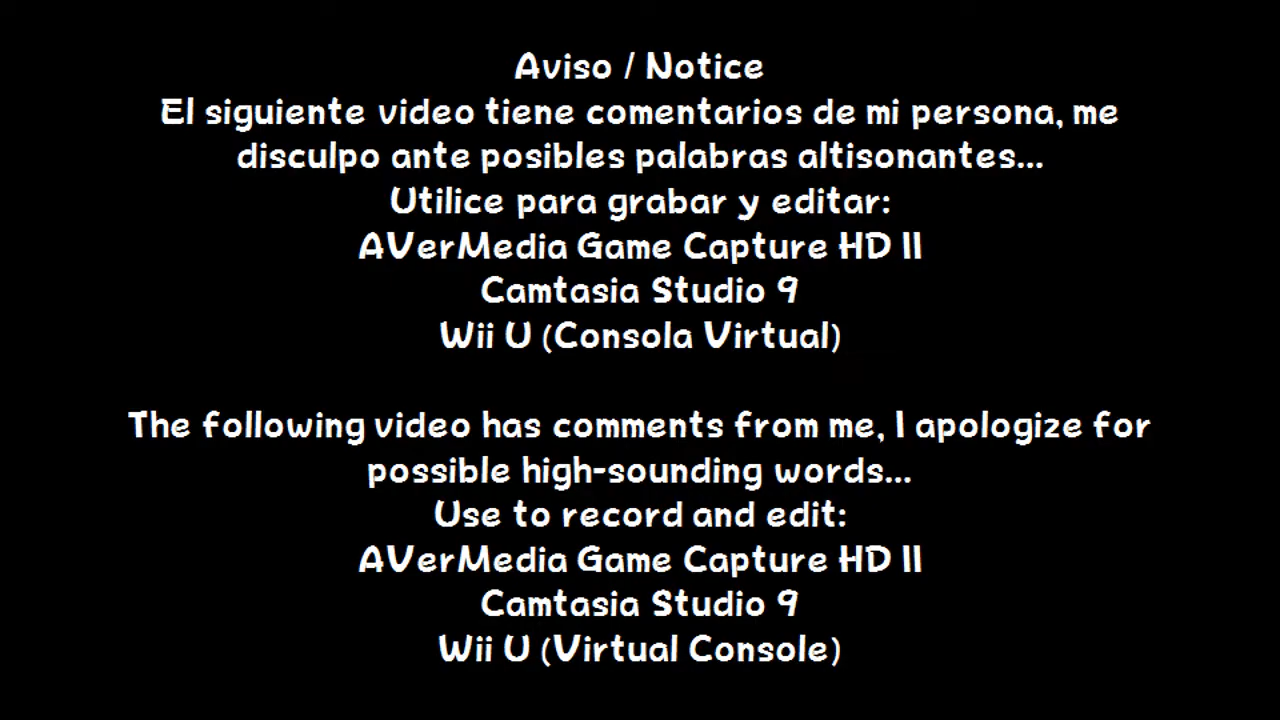 Aviso / Notice
El siguiente video tiene comentarios de mi persona, me
disculpo ante posibles palabras altisonantes...
Utilice para grabar y editar:
AVerMedia Game Capture HD II
Camtasia Studio 9
Wii U (Consola Virtual)
The following video has comments from me, I apologize for
possible high-sounding words...
Use to record and edit:
AVerMedia Game Capture HD II
Camtasia Studio 9
Wii U (Virtual Console)